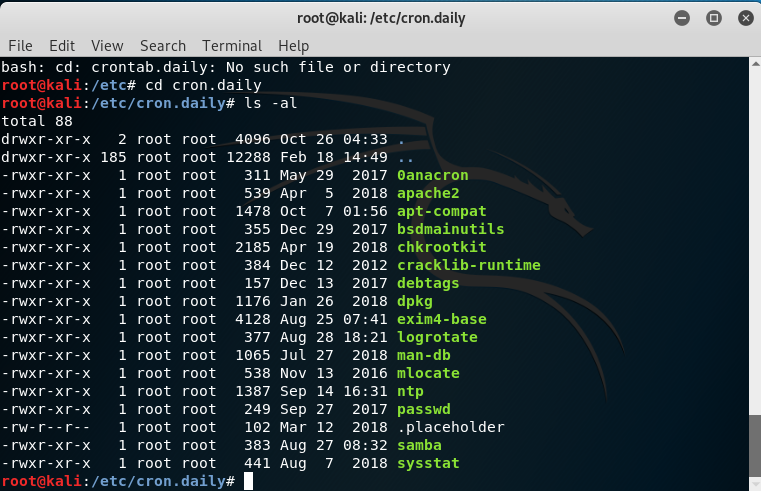 root@kali: /etc/cron.daily
File Edit View Search Terminal Help
bash: cd: crontab.daily: No such file or directory
root@kali:/etc# cd cron.daily
root@kali:/etc/cron.daily# ls -al
total 88
drwxr-xr-x   2 root root  4096 Oct 26 04:33 .
drwxr-xr-x 185 root root 12288 Feb 18 14:49 ..
-rwxr-xr-x   1 root root   311 May 29  2017 0anacron
-rwxr-xr-x   1 root root   539 Apr  5  2018 apache2
-rwxr-xr-x   1 root root  1478 Oct  7 01:56 apt-compat
-rwxr-xr-x   1 root root   355 Dec 29  2017 bsdmainutils
-rwxr-xr-x   1 root root  2185 Apr 19  2018 chkrootkit
-rwxr-xr-x   1 root root   384 Dec 12  2012 cracklib-runtime
-rwxr-xr-x   1 root root   157 Dec 13  2017 debtags
-rwxr-xr-x   1 root root  1176 Jan 26  2018 dpkg
-rwxr-xr-x   1 root root  4128 Aug 25 07:41 exim4-base
-rwxr-xr-x   1 root root   377 Aug 28 18:21 logrotate
-rwxr-xr-x   1 root root  1065 Jul 27  2018 man-db
-rwxr-xr-x   1 root root   538 Nov 13  2016 mlocate
-rwxr-xr-x   1 root root  1387 Sep 14 16:31 ntp
-rwxr-xr-x   1 root root   249 Sep 27  2017 passwd
-rw-r--r--   1 root root   102 Mar 12  2018 .placeholder
-rwxr-xr-x   1 root root   383 Aug 27 08:32 samba
-rwxr-xr-x   1 root root   441 Aug  7  2018 sysstat
root@kali:/etc/cron.daily#